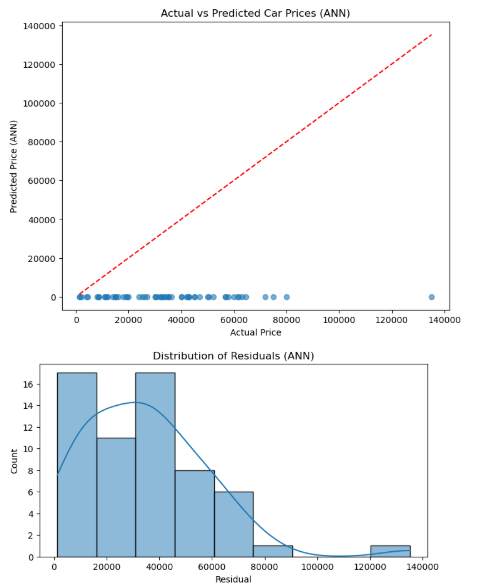 Actual vs Predicted Car Prices (ANN)
140000
120000
100000
80000
60000
40000
20000
0
Predicted Price (ANN)
0 20000 40000 60000 80000 100000 120000 140000
Actual Price
Distribution of Residuals (ANN)
16
14
12
10
8
6
4
2
0
Count
0 20000 40000 60000 80000 100000 120000 140000
Residual